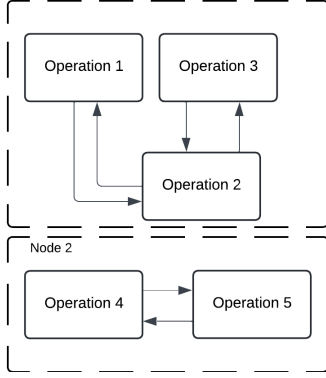 Operation 1
Operation 3
Operation 2
Node 2
Operation 4
Operation 5